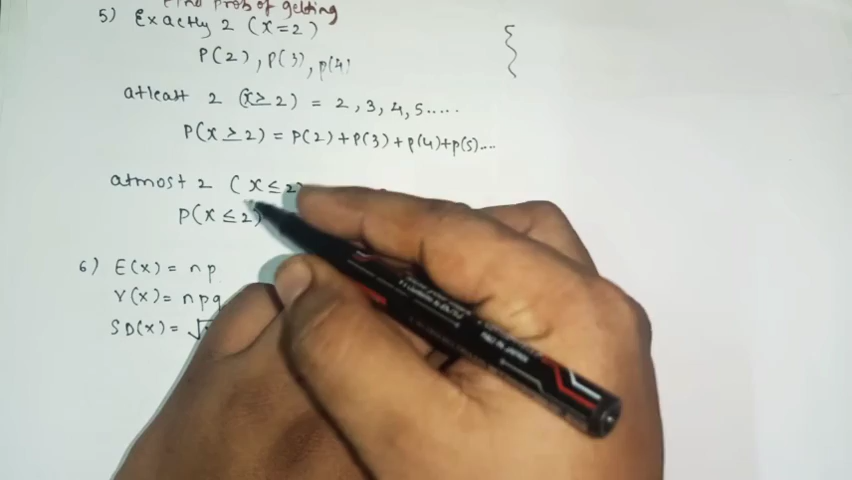 Find prob of getting
5) Exactly 2 (x=2)
P(2), P(3), P(4)
atleast 2 (x≥2) = 2, 3, 4, 5.....
P(x≥2) = P(2)+P(3)+P(4)+P(5)....
atmost 2 (x≤2)
P(x≤2)
6) E(x) = np
V(x) = npq
SD(x) = √